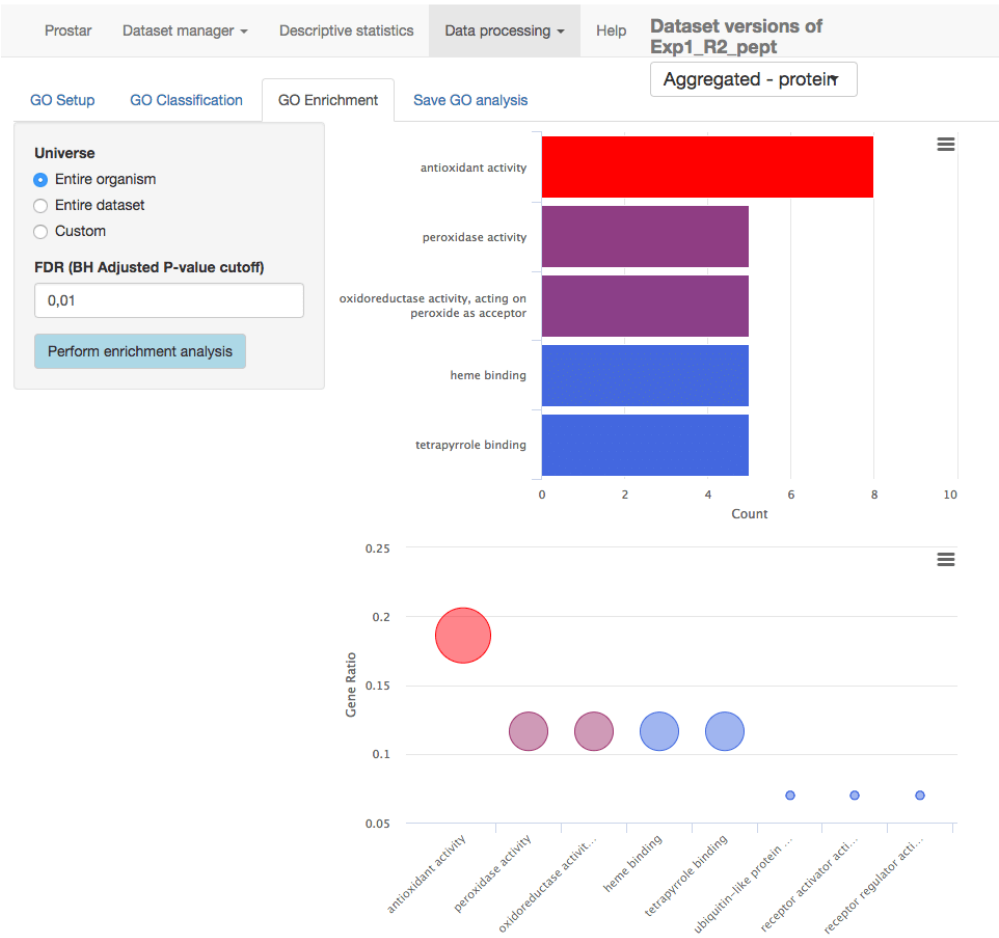 Prostar
Dataset manager
Descriptive statistics
Data processing
Help
Dataset versions of
Exp1_R2_pept
Aggregated - protein
GO Setup
GO Classification
GO Enrichment
Save GO analysis
Universe
Entire organism
Entire dataset
Custom
FDR (BH Adjusted P-value cutoff)
0,01
Perform enrichment analysis
antioxidant activity
peroxidase activity
oxidoreductase activity, acting on
peroxide as acceptor
heme binding
tetrapyrrole binding
0 2 4 6 8 10
Count
0.25
0.2
0.15
0.1
0.05
Gene Ratio
antioxidant activity
peroxidase activity
oxidoreductase activit...
heme binding
tetrapyrrole binding
ubiquitin-like protein ...
receptor activator acti...
receptor regulator acti...